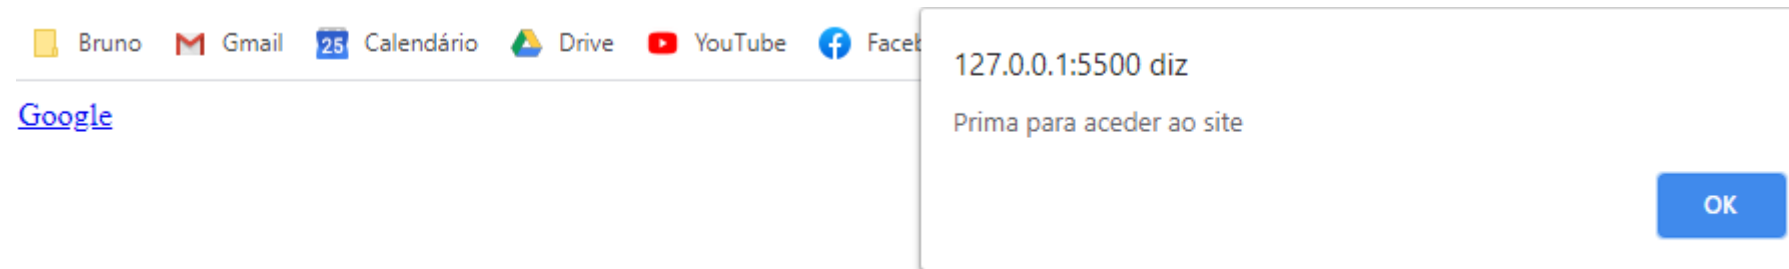 Bruno Gmail 25 Calendário Drive YouTube
127.0.0.1:5500 diz
Prima para aceder ao site
OK
Google